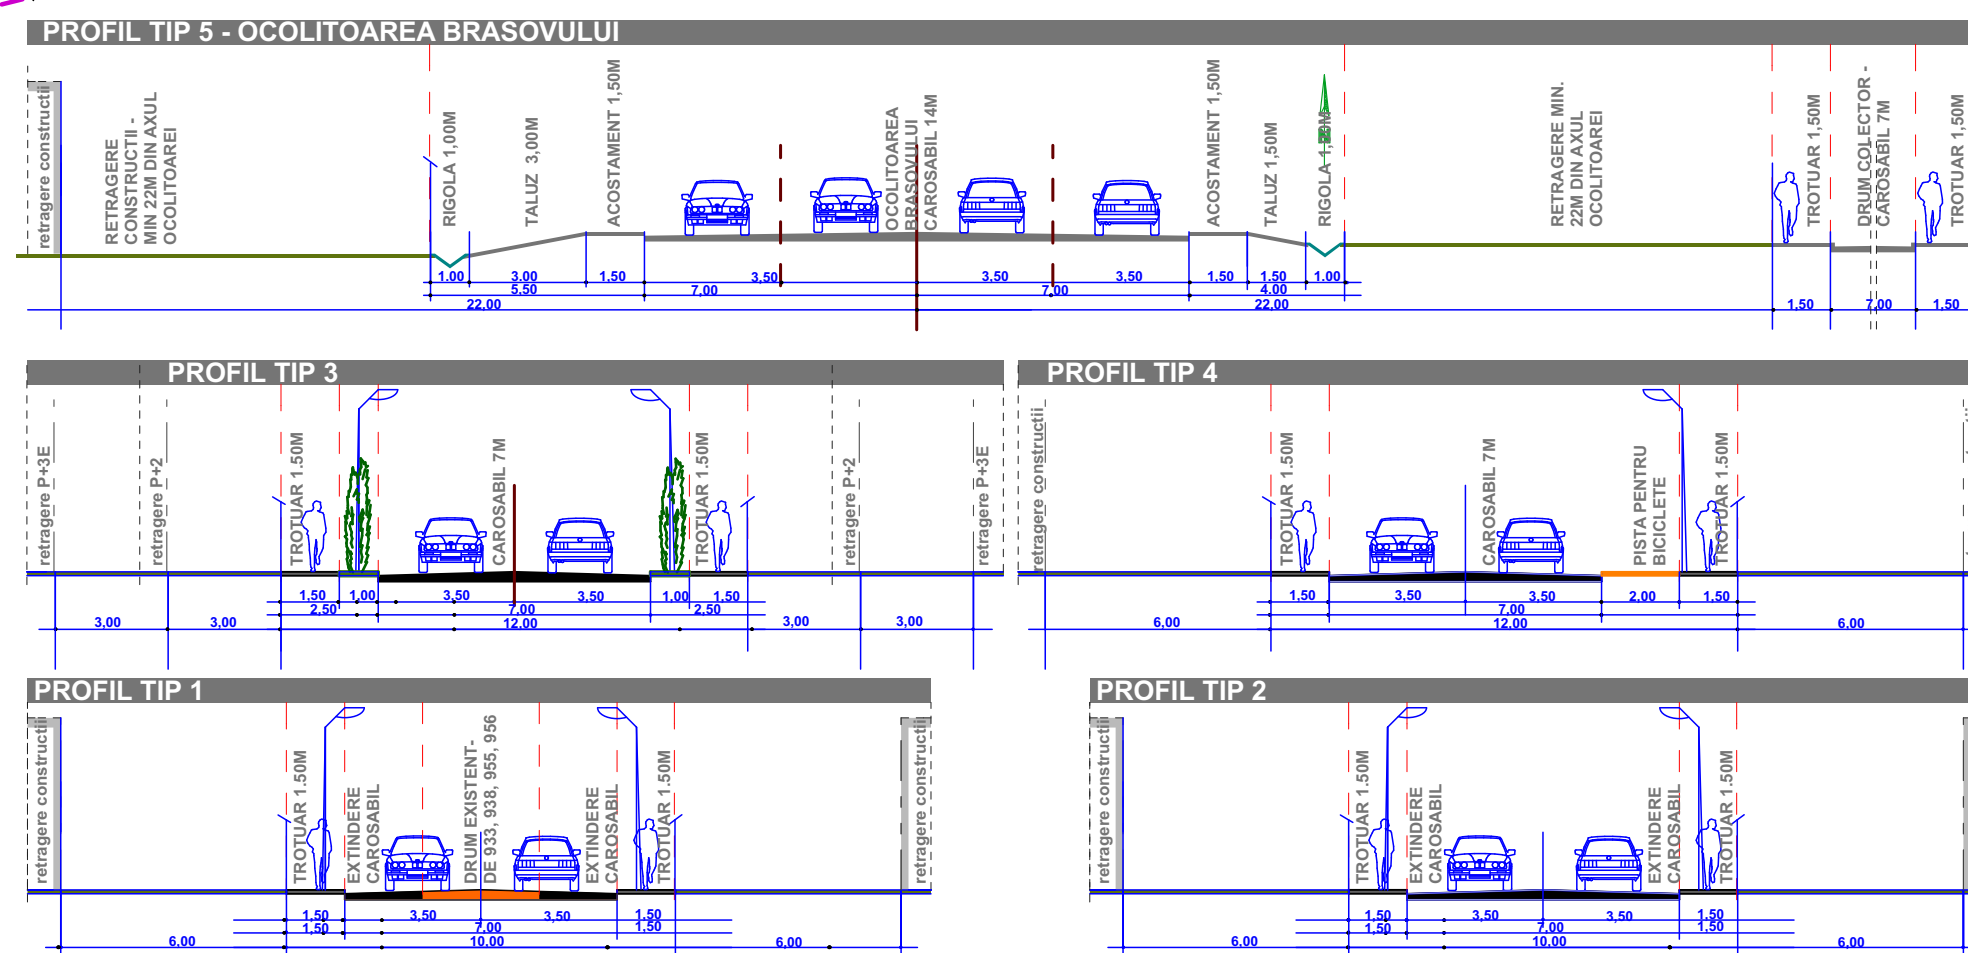 PROFIL TIP 5 - OCOLITOAREA BRASOVULUI
retragere constructii
RETRAGERE
CONSTRUCTII -
MIN 22M DIN AXUL
OCOLITOAREI
RIGOLA 1,00M
TALUZ 3,00M
ACOSTAMENT 1,50M
OCOLITOAREA
BRASOVULUI
CAROSABIL 14M
ACOSTAMENT 1,50M
TALUZ 1,50M
RETRAGERE MIN.
22M DIN AXUL
OCOLITOAREI
TROTUAR 1,50M
DRUM COLECTOR -
CAROSABIL 7M
TROTUAR 1,50M
1.00 3.00 1,50 3,50 3,50 3,50 1,50 1.50 1.00
5,50 7,00 7,00 4.00
22,00 22,00 1,50 7,00 1,50
PROFIL TIP 3
retragere P+3E
retragere P+2
TROTUAR 1.50M
CAROSABIL 7M
TROTUAR 1.50M
retragere P+2
retragere P+3E
1,50 1,00 3,50 3,50 1,00 1,50
2,50 7,00 2,50
3,00 3,00 12,00 3,00 3,00
PROFIL TIP 4
retragere constructii
TROTUAR 1.50M
CAROSABIL 7M
PISTA PENTRU
BICICLETE
TROTUAR 1.50M
1,50 3,50 3,50 2,00 1,50
7,00
6,00 12,00 6,00
PROFIL TIP 1
retragere constructii
TROTUAR 1.50M
EXTINDERE
CAROSABIL
DRUM EXISTENT-
DE 933, 938, 955, 956
EXTINDERE
CAROSABIL
TROTUAR 1.50M
retragere constructii
1,50 3,50 3,50 1,50
1,50 7,00 1,50
6,00 10,00 6,00
PROFIL TIP 2
retragere constructii
TROTUAR 1.50M
EXTINDERE
CAROSABIL
EXTINDERE
CAROSABIL
TROTUAR 1.50M
1,50 3,50 3,50 1,50
1,50 7,00 1,50
6,00 10,00 6,00